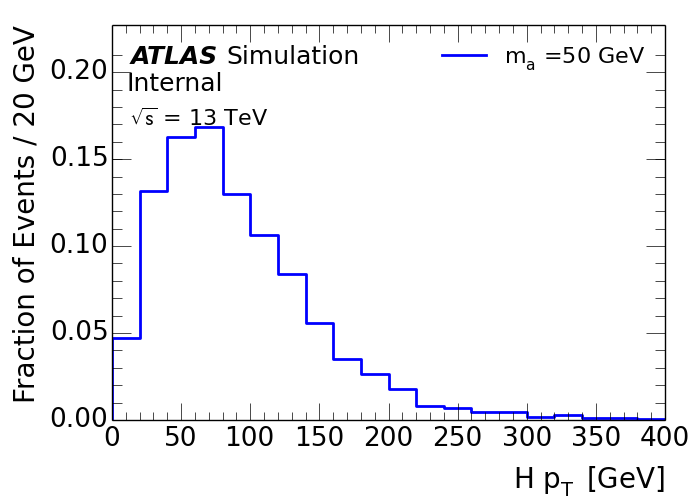 ATLAS Simulation
Internal
√s = 13 TeV
mₐ =50 GeV
Fraction of Events / 20 GeV
0.20
0.15
0.10
0.05
0.00
0 50 100 150 200 250 300 350 400
H p_T [GeV]